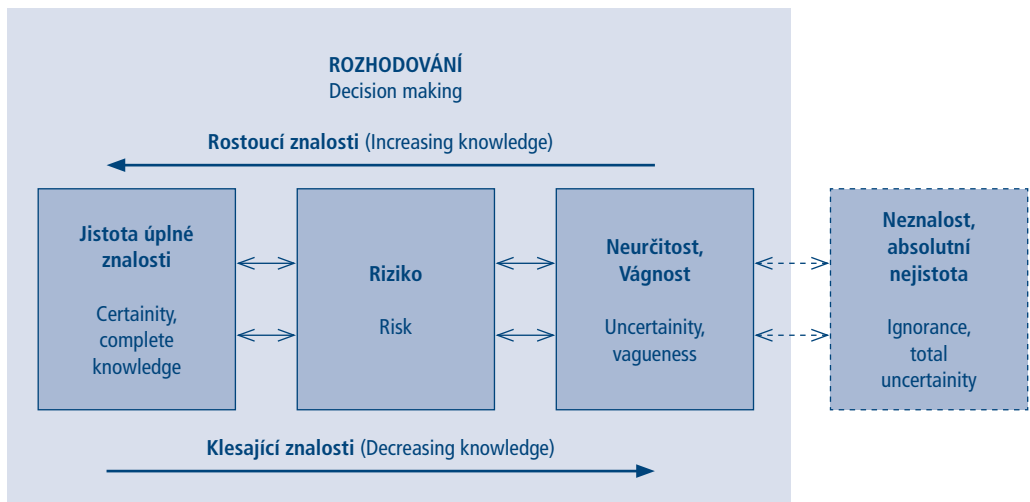 ROZHODOVÁNÍ
Decision making
Rostoucí znalosti (Increasing knowledge)
Jistota úplné
znalosti
Certainity,
complete
knowledge
Riziko
Risk
Neurčitost,
Vágnost
Uncertainity,
vagueness
Neznalost,
absolutní
nejistota
Ignorance,
total
uncertainity
Klesající znalosti (Decreasing knowledge)